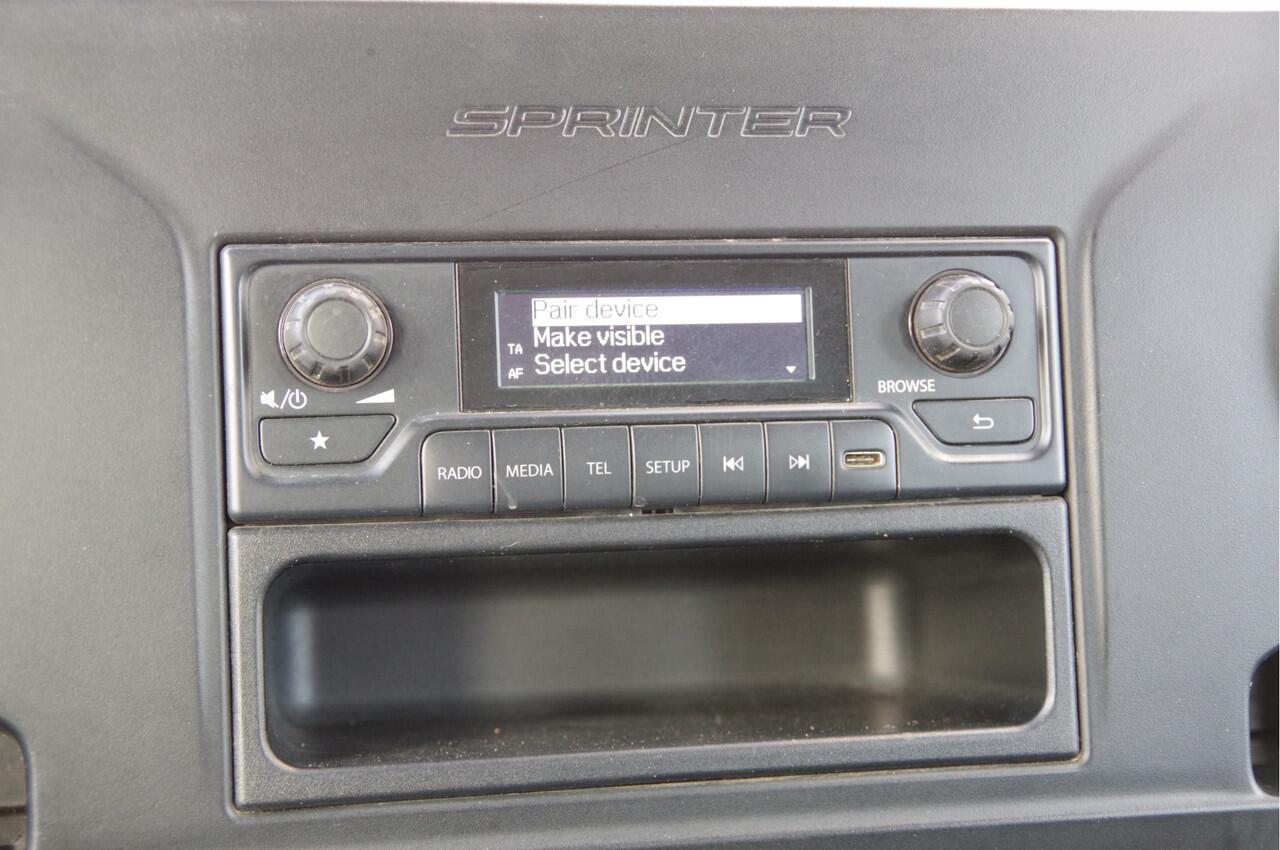 SPRINTER
Pair device
Make visible
TA
Select device
AF
BROWSE
RADIO MEDIA TEL SETUP